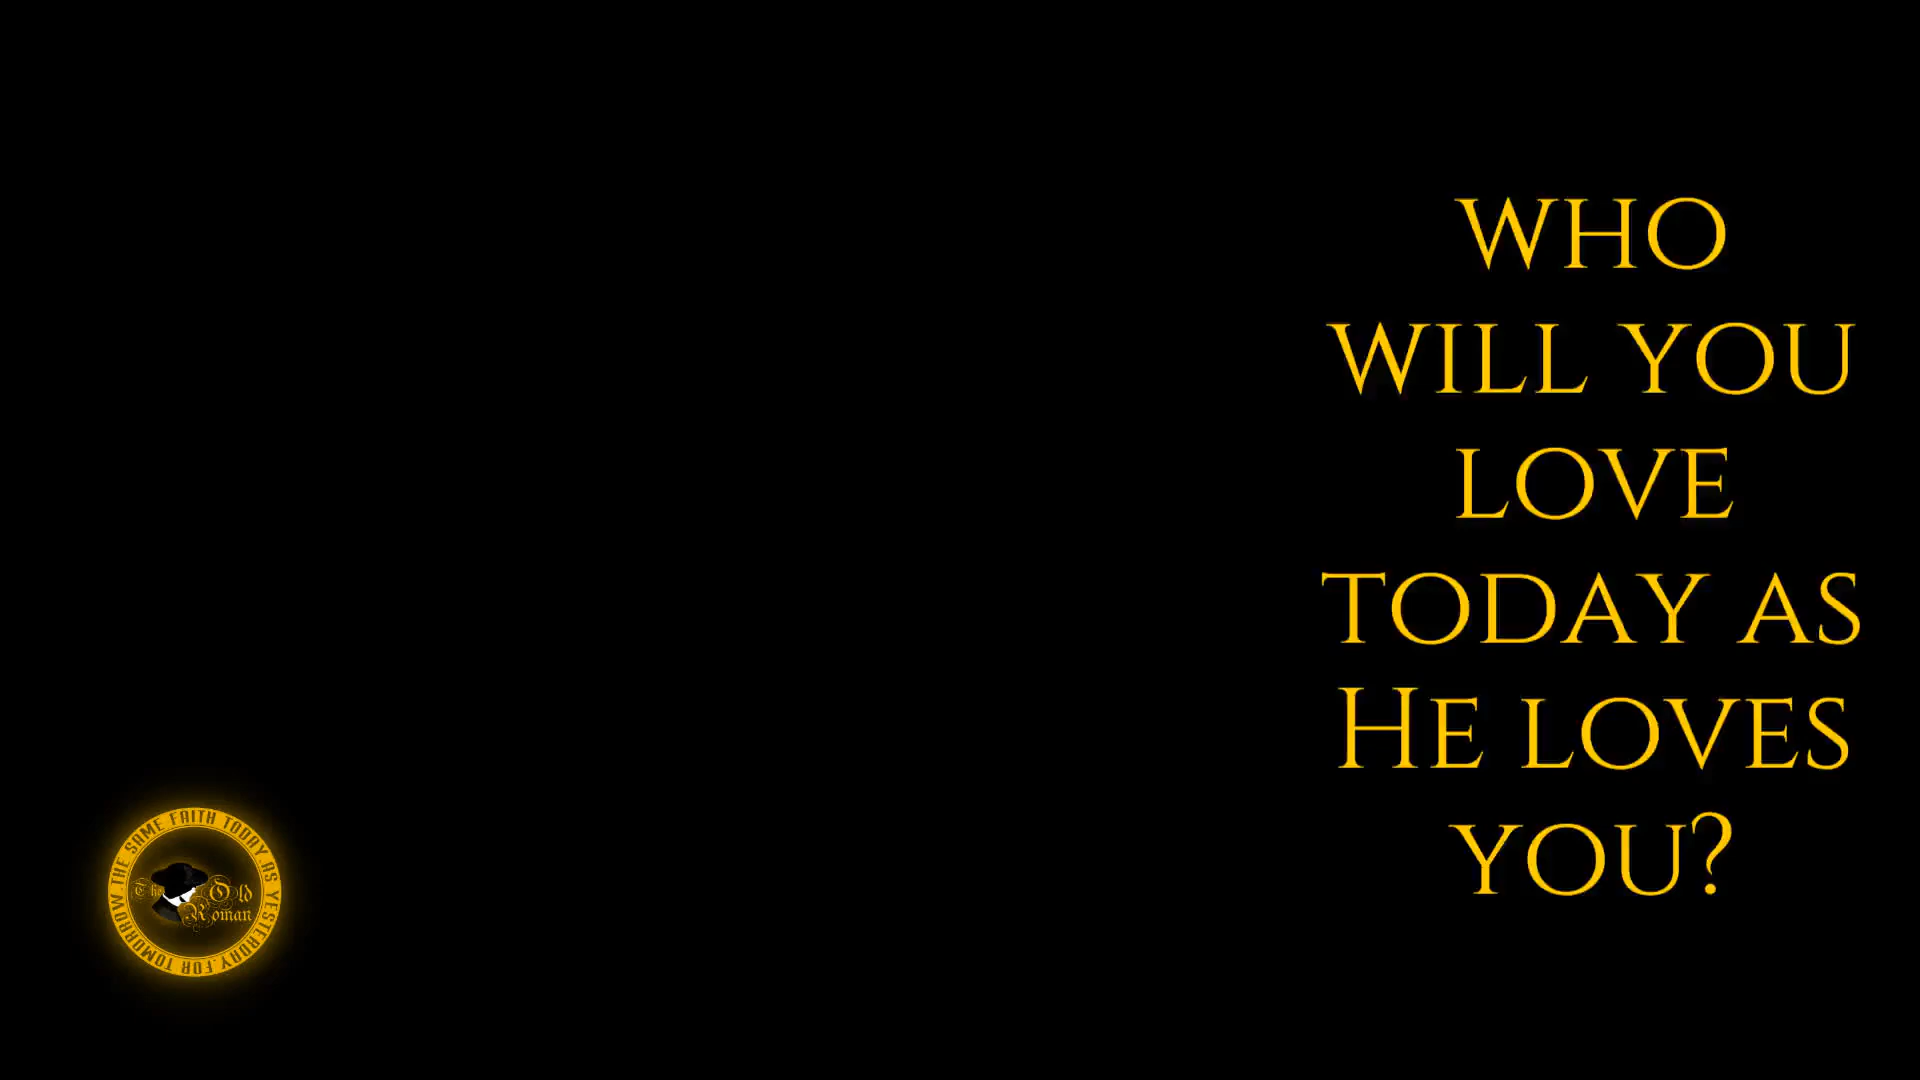 WHO
WILL YOU
LOVE
TODAY AS
HE LOVES
YOU?
THE SAME FAITH TODAY.AS YESTERDAY.FOR TOMORROW.
The Old
Roman